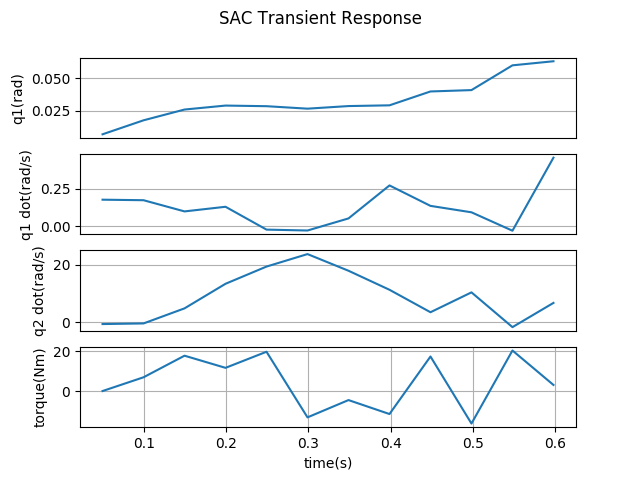 SAC Transient Response
q1(rad)
0.050
0.025
q1 dot(rad/s)
0.25
0.00
q2 dot(rad/s)
20
0
torque(Nm)
20
0
0.1 0.2 0.3 0.4 0.5 0.6
time(s)